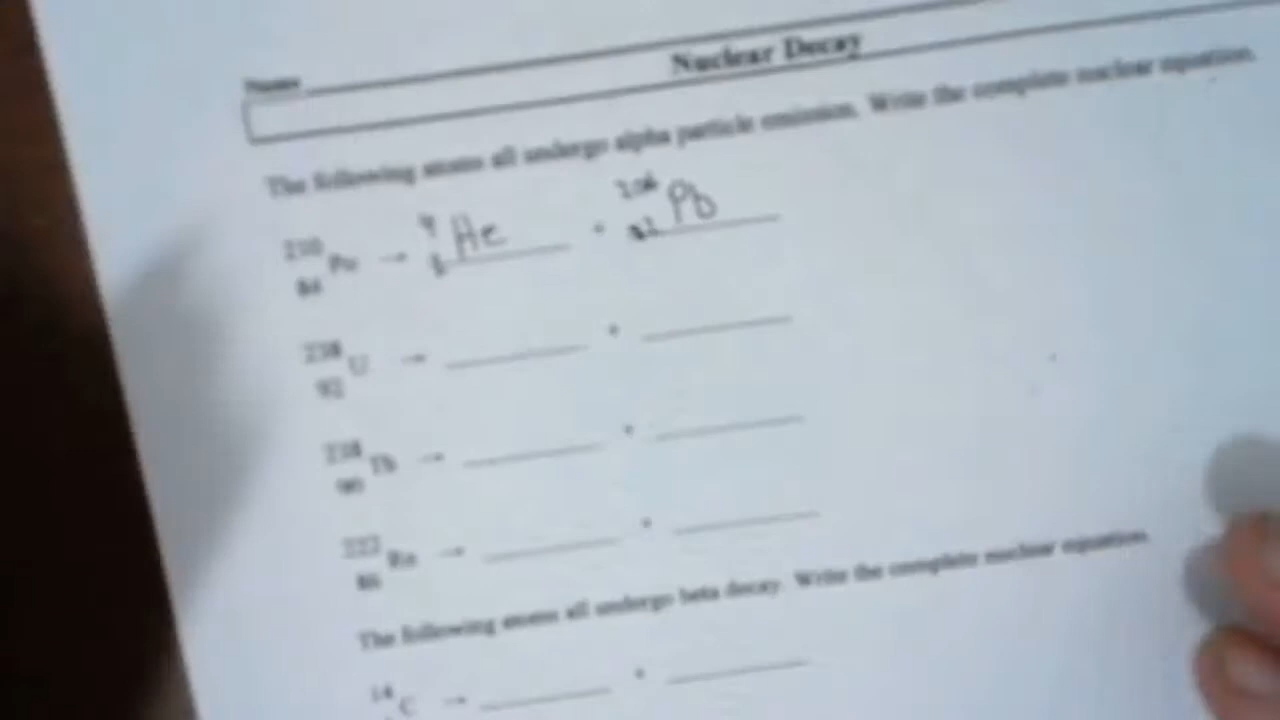 Name
Nuclear Decay
The following atoms all undergo alpha particle emission. Write the complete nuclear equation.
210
84 Po → 4 He + 206
82 Pb
238
92 U → +
90 Th → +
222
86 Rn → +
The following atoms all undergo beta decay. Write the complete nuclear equation.
14 C → +